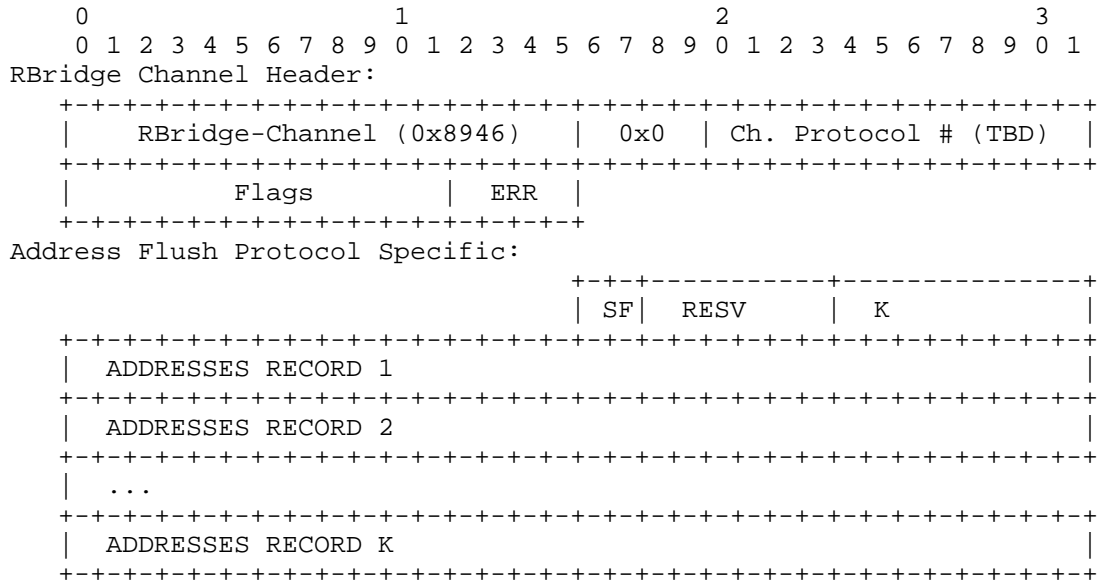 0                   1                   2                   3
0 1 2 3 4 5 6 7 8 9 0 1 2 3 4 5 6 7 8 9 0 1 2 3 4 5 6 7 8 9 0 1
RBridge Channel Header:
+-+-+-+-+-+-+-+-+-+-+-+-+-+-+-+-+-+-+-+-+-+-+-+-+-+-+-+-+-+-+-+-+
|    RBridge-Channel (0x8946)   |  0x0  | Ch. Protocol # (TBD)  |
+-+-+-+-+-+-+-+-+-+-+-+-+-+-+-+-+-+-+-+-+-+-+-+-+-+-+-+-+-+-+-+-+
|          Flags        |  ERR  |
+-+-+-+-+-+-+-+-+-+-+-+-+-+-+-+-+
Address Flush Protocol Specific:
+-+-+-----------+---------------+
| SF|  RESV     |  K            |
+-+-+-+-+-+-+-+-+-+-+-+-+-+-+-+-+-+-+-+-+-+-+-+-+-+-+-+-+-+-+-+-+
|  ADDRESSES RECORD 1                                           |
+-+-+-+-+-+-+-+-+-+-+-+-+-+-+-+-+-+-+-+-+-+-+-+-+-+-+-+-+-+-+-+-+
|  ADDRESSES RECORD 2                                           |
+-+-+-+-+-+-+-+-+-+-+-+-+-+-+-+-+-+-+-+-+-+-+-+-+-+-+-+-+-+-+-+-+
|  ...
+-+-+-+-+-+-+-+-+-+-+-+-+-+-+-+-+-+-+-+-+-+-+-+-+-+-+-+-+-+-+-+-+
|  ADDRESSES RECORD K                                           |
+-+-+-+-+-+-+-+-+-+-+-+-+-+-+-+-+-+-+-+-+-+-+-+-+-+-+-+-+-+-+-+-+